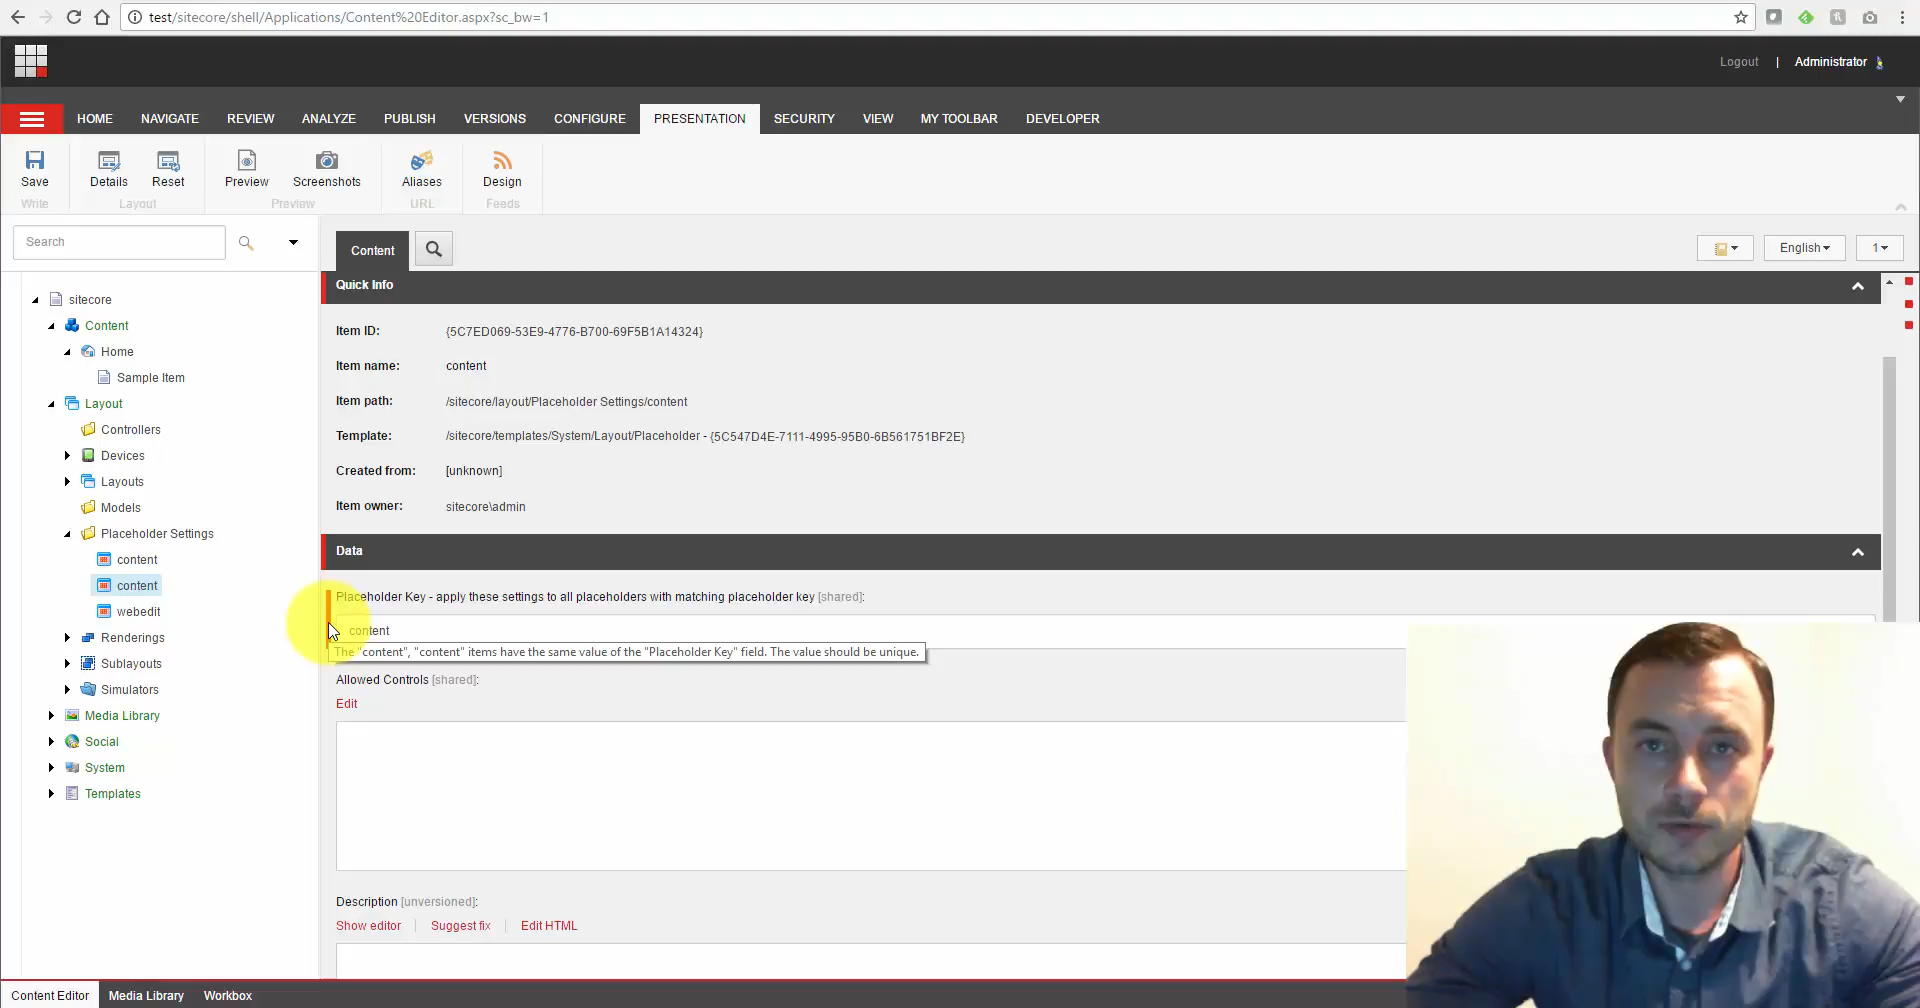 test/sitecore/shell/Applications/Content%20Editor.aspx?sc_bw=1
Logout | Administrator
HOME NAVIGATE REVIEW ANALYZE PUBLISH VERSIONS CONFIGURE PRESENTATION SECURITY VIEW MY TOOLBAR DEVELOPER
Save Details Reset Preview Screenshots Aliases Design
Write Layout Preview URL Feeds
Search
Content
English
1
sitecore
Content
Home
Sample Item
Layout
Controllers
Devices
Layouts
Models
Placeholder Settings
content
content
webedit
Renderings
Sublayouts
Simulators
Media Library
Social
System
Templates
Quick Info
Item ID: {5C7ED069-53E9-4776-B700-69F5B1A14324}
Item name: content
Item path: /sitecore/layout/Placeholder Settings/content
Template: /sitecore/templates/System/Layout/Placeholder - {5C547D4E-7111-4995-95B0-6B561751BF2E}
Created from: [unknown]
Item owner: sitecore\admin
Data
Placeholder Key - apply these settings to all placeholders with matching placeholder key [shared]:
content
The "content", "content" items have the same value of the "Placeholder Key" field. The value should be unique.
Allowed Controls [shared]:
Edit
Description [unversioned]:
Show editor | Suggest fix | Edit HTML
Content Editor Media Library Workbox